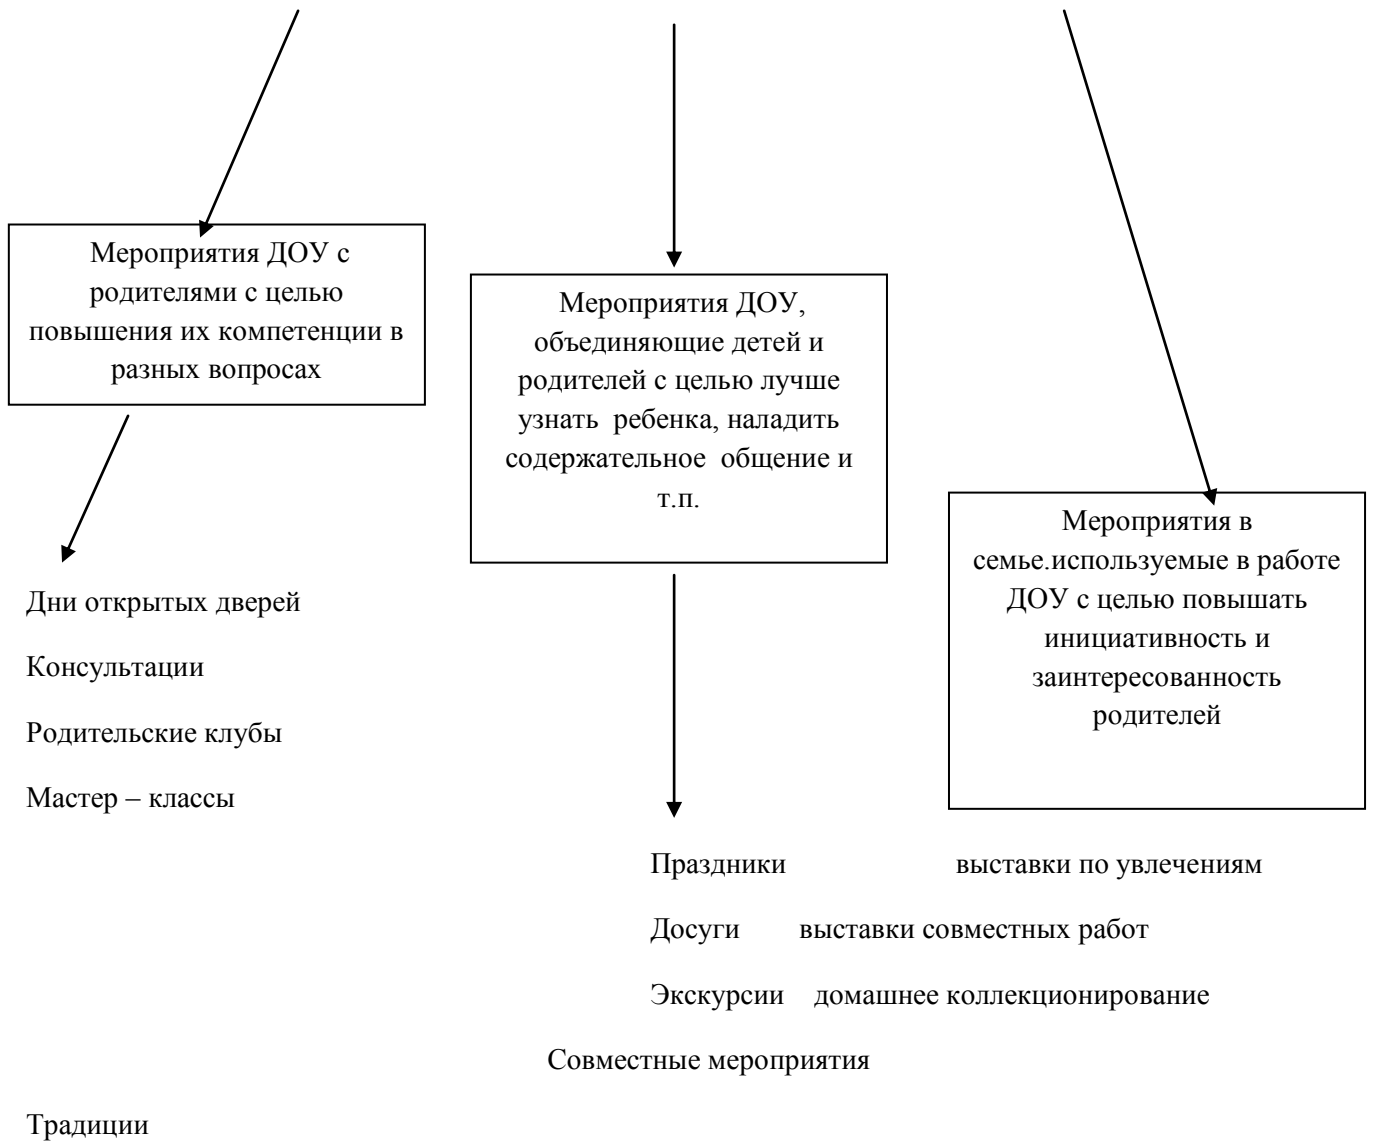 Мероприятия ДОУ с
родителями с целью
повышения их компетенции в
разных вопросах
Мероприятия ДОУ,
объединяющие детей и
родителей с целью лучше
узнать ребенка, наладить
содержательное общение и
т.п.
Мероприятия в
семье.используемые в работе
ДОУ с целью повышать
инициативность и
заинтересованность
родителей
Дни открытых дверей
Консультации
Родительские клубы
Мастер – классы
Праздники выставки по увлечениям
Досуги выставки совместных работ
Экскурсии домашнее коллекционирование
Совместные мероприятия
Традиции